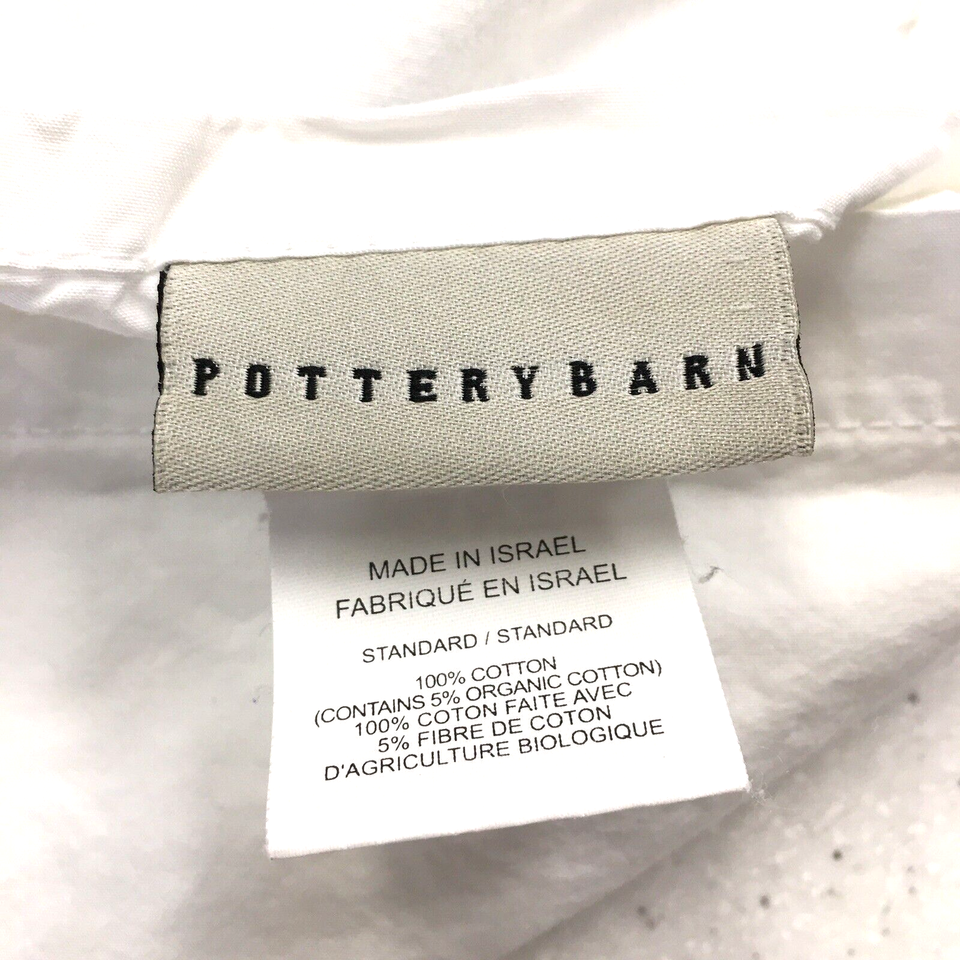 POTTERYBARN
MADE IN ISRAEL
FABRIQUÉ EN ISRAEL
STANDARD / STANDARD
100% COTTON
(CONTAINS 5% ORGANIC COTTON)
100% COTON FAITE AVEC
5% FIBRE DE COTON
D'AGRICULTURE BIOLOGIQUE